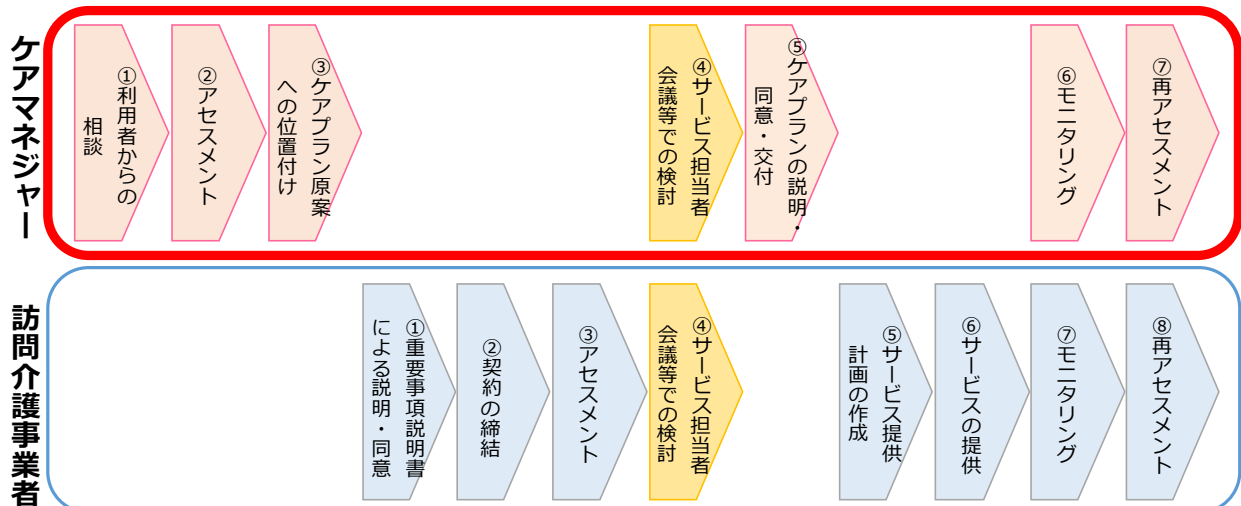 ケアマネジャー
①利用者からの
相談
②アセスメント
③ケアプラン原案
への位置付け
④サービス担当者
会議等での検討
⑤ケアプランの説明・
同意・交付
⑥モニタリング
⑦再アセスメント
訪問介護事業者
①重要事項説明書
による説明・同意
②契約の締結
③アセスメント
④サービス担当者
会議等での検討
⑤サービス提供
計画の作成
⑥サービスの提供
⑦モニタリング
⑧再アセスメント